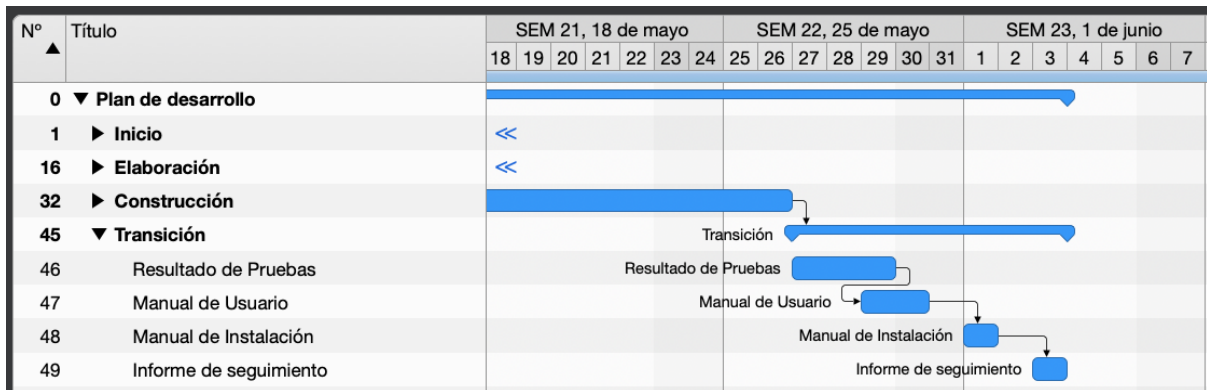 Nº Título SEM 21, 18 de mayo SEM 22, 25 de mayo SEM 23, 1 de junio
18 19 20 21 22 23 24 25 26 27 28 29 30 31 1 2 3 4 5 6 7
0 Plan de desarrollo
1 Inicio
16 Elaboración
32 Construcción
45 Transición Transición
46 Resultado de Pruebas Resultado de Pruebas
47 Manual de Usuario Manual de Usuario
48 Manual de Instalación Manual de Instalación
49 Informe de seguimiento Informe de seguimiento